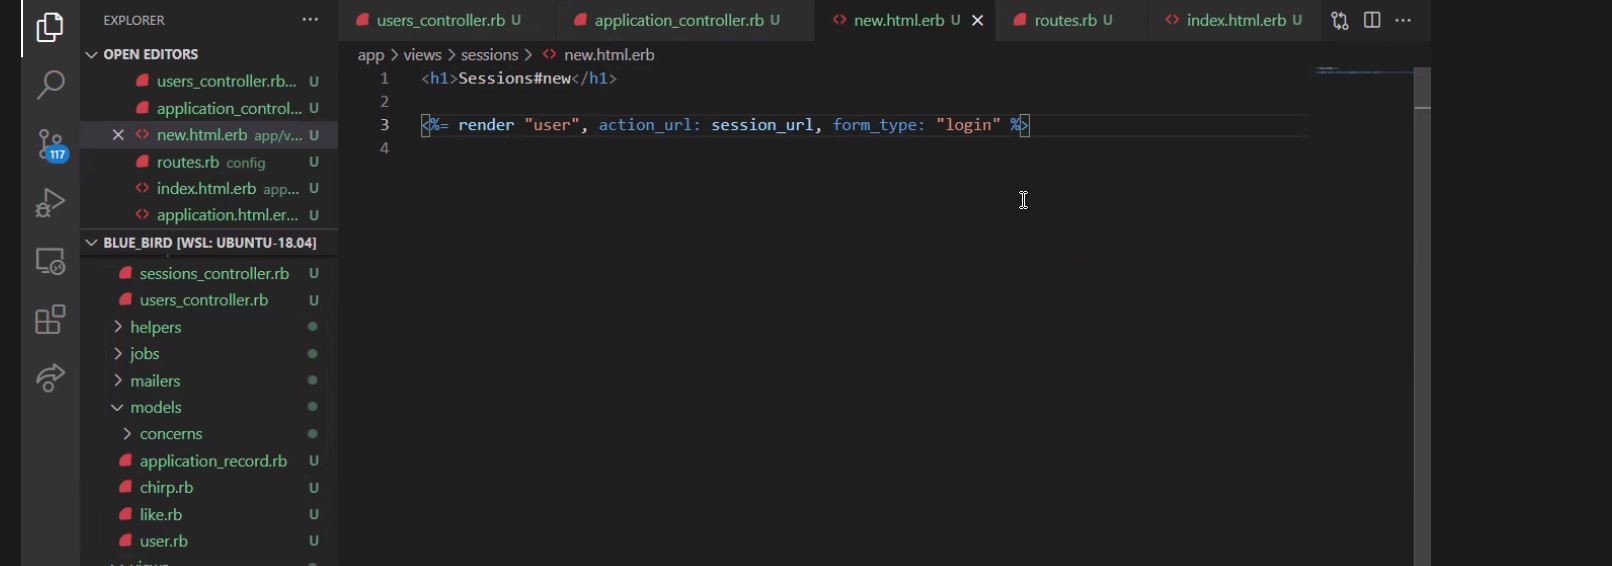 EXPLORER ...
OPEN EDITORS
users_controller.rb... U
application_control... U
new.html.erb app/v... U
routes.rb config U
index.html.erb app... U
application.html.er... U
BLUE_BIRD [WSL: UBUNTU-18.04]
sessions_controller.rb U
users_controller.rb U
helpers
jobs
mailers
models
concerns
application_record.rb U
chirp.rb U
like.rb U
user.rb U
117
users_controller.rb U application_controller.rb U new.html.erb U routes.rb U index.html.erb U ...
app > views > sessions > <> new.html.erb
1 <h1>Sessions#new</h1>
2
3 <%= render "user", action_url: session_url, form_type: "login" %>
4